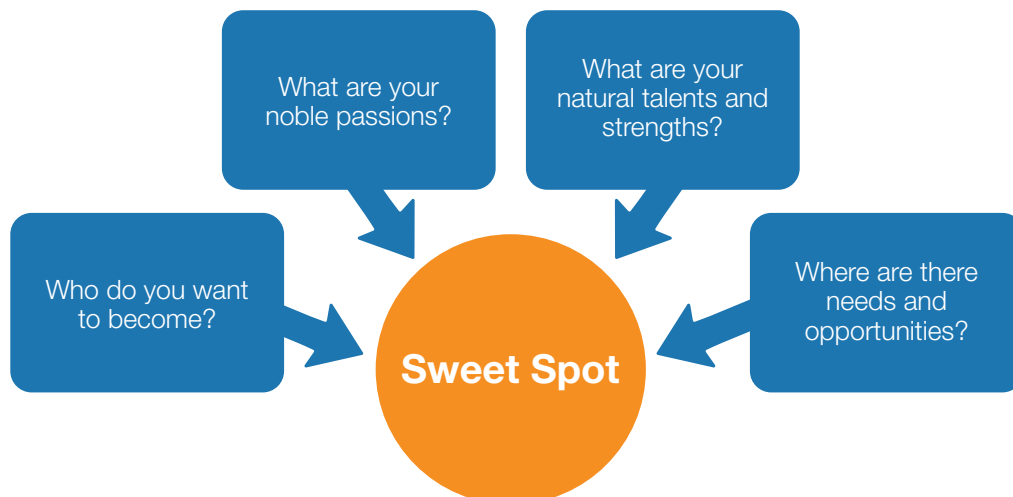 What are your
noble passions?
What are your
natural talents and
strengths?
Who do you want
to become?
Where are there
needs and
opportunities?
Sweet Spot